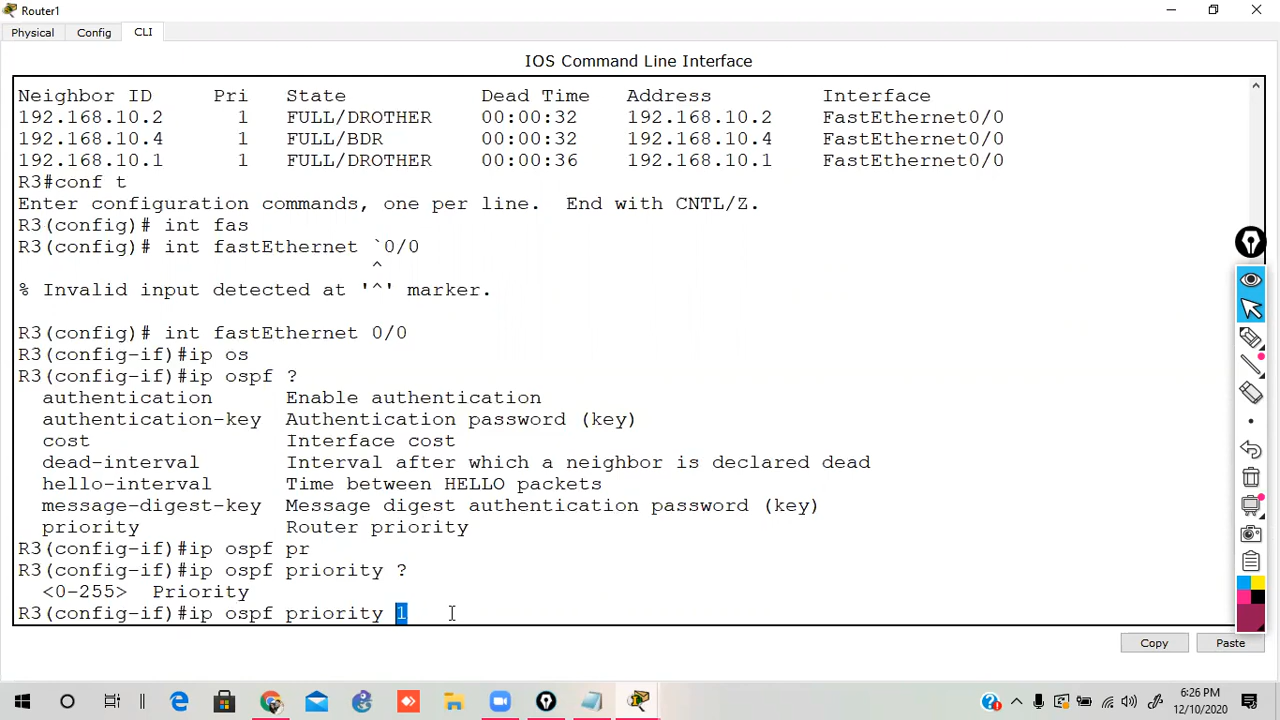 Router1
Physical Config CLI
IOS Command Line Interface
Neighbor ID Pri State Dead Time Address Interface
192.168.10.2 1 FULL/DROTHER 00:00:32 192.168.10.2 FastEthernet0/0
192.168.10.4 1 FULL/BDR 00:00:32 192.168.10.4 FastEthernet0/0
192.168.10.1 1 FULL/DROTHER 00:00:36 192.168.10.1 FastEthernet0/0
R3#conf t
Enter configuration commands, one per line. End with CNTL/Z.
R3(config)# int fas
R3(config)# int fastEthernet `0/0
^
% Invalid input detected at '^' marker.
R3(config)# int fastEthernet 0/0
R3(config-if)#ip os
R3(config-if)#ip ospf ?
authentication Enable authentication
authentication-key Authentication password (key)
cost Interface cost
dead-interval Interval after which a neighbor is declared dead
hello-interval Time between HELLO packets
message-digest-key Message digest authentication password (key)
priority Router priority
R3(config-if)#ip ospf pr
R3(config-if)#ip ospf priority ?
<0-255> Priority
R3(config-if)#ip ospf priority 1
Copy Paste
6:26 PM
12/10/2020